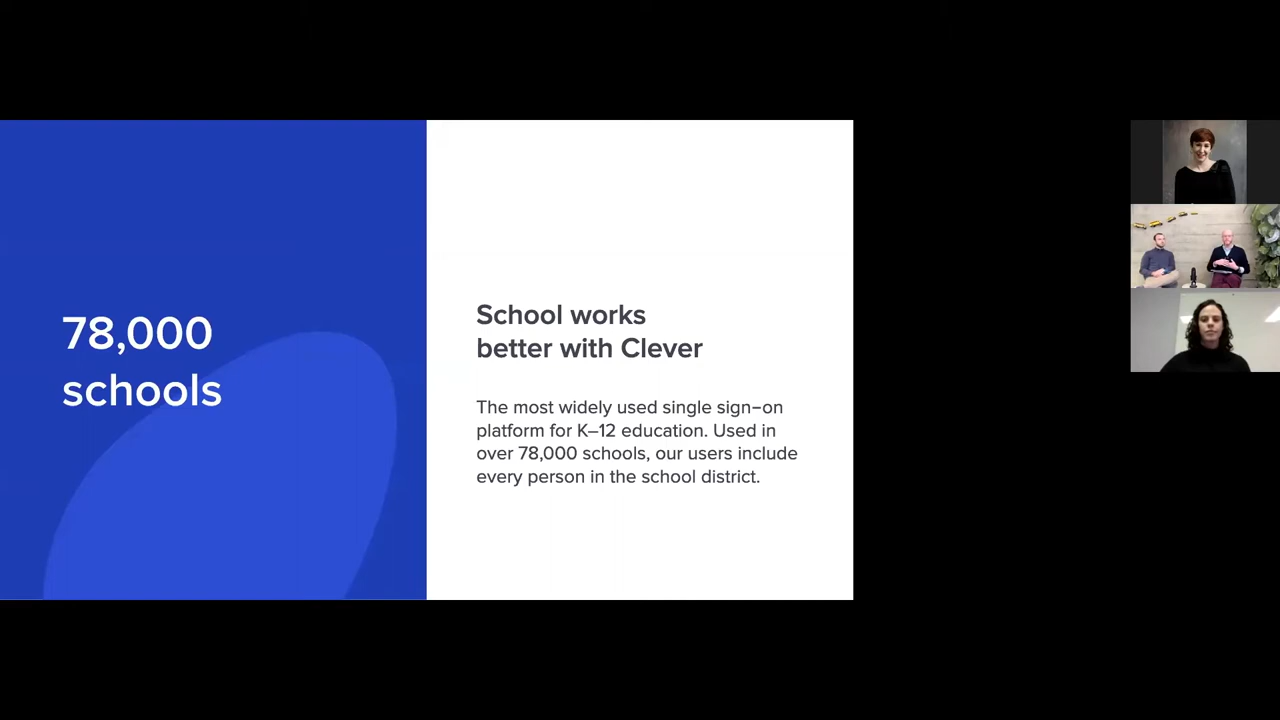 78,000
schools
School works
better with Clever
The most widely used single sign-on
platform for K–12 education. Used in
over 78,000 schools, our users include
every person in the school district.